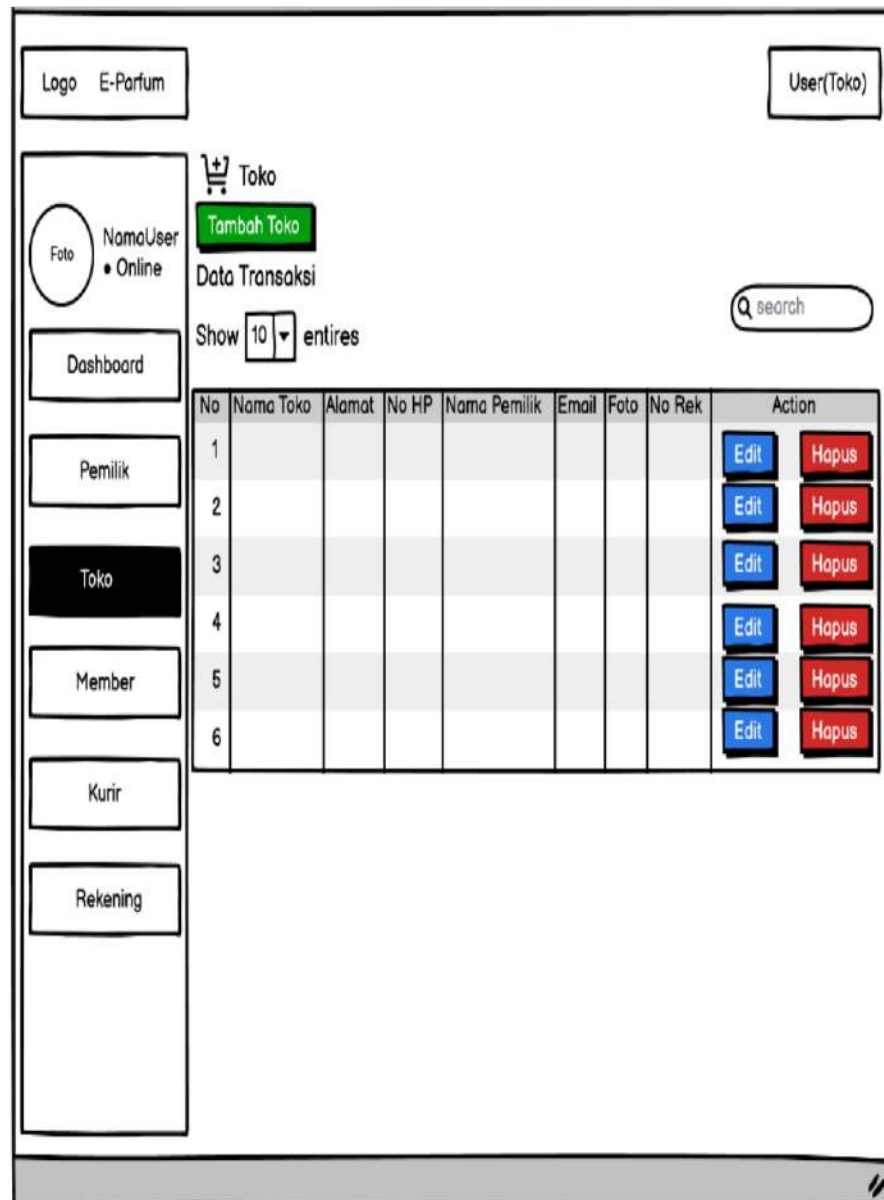 Logo E-Parfum
User(Toko)
Foto
NamaUser
• Online
Dashboard
Pemilik
Toko
Member
Kurir
Rekening
Toko
Tambah Toko
Data Transaksi
Show 10 entires
search
No Nama Toko Alamat No HP Nama Pemilik Email Foto No Rek Action
1 Edit Hapus
2 Edit Hapus
3 Edit Hapus
4 Edit Hapus
5 Edit Hapus
6 Edit Hapus